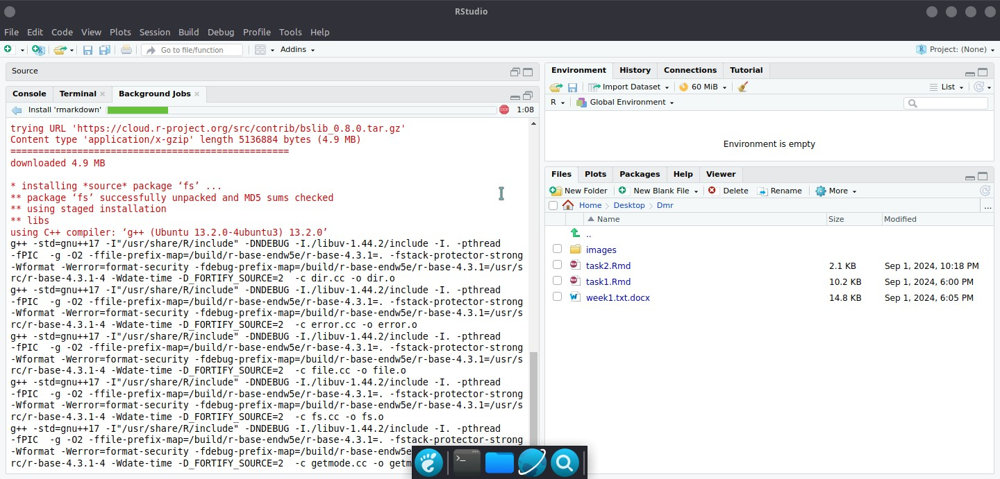 RStudio
File Edit Code View Plots Session Build Debug Profile Tools Help
Go to file/function Addins Project: (None)
Source
Console Terminal Background Jobs
Install 'rmarkdown' STOP 1:08
trying URL 'https://cloud.r-project.org/src/contrib/bslib_0.8.0.tar.gz'
Content type 'application/x-gzip' length 5136884 bytes (4.9 MB)
==================================================
downloaded 4.9 MB
* installing *source* package ‘fs’ ...
** package ‘fs’ successfully unpacked and MD5 sums checked
** using staged installation
** libs
using C++ compiler: ‘g++ (Ubuntu 13.2.0-4ubuntu3) 13.2.0’
g++ -std=gnu++17 -I"/usr/share/R/include" -DNDEBUG -I./libuv-1.44.2/include -I. -pthread
-fPIC  -g -O2 -ffile-prefix-map=/build/r-base-endw5e/r-base-4.3.1=. -fstack-protector-strong
-Wformat -Werror=format-security -fdebug-prefix-map=/build/r-base-endw5e/r-base-4.3.1=/usr/s
rc/r-base-4.3.1-4 -Wdate-time -D_FORTIFY_SOURCE=2  -c dir.cc -o dir.o
g++ -std=gnu++17 -I"/usr/share/R/include" -DNDEBUG -I./libuv-1.44.2/include -I. -pthread
-fPIC  -g -O2 -ffile-prefix-map=/build/r-base-endw5e/r-base-4.3.1=. -fstack-protector-strong
-Wformat -Werror=format-security -fdebug-prefix-map=/build/r-base-endw5e/r-base-4.3.1=/usr/s
rc/r-base-4.3.1-4 -Wdate-time -D_FORTIFY_SOURCE=2  -c error.cc -o error.o
g++ -std=gnu++17 -I"/usr/share/R/include" -DNDEBUG -I./libuv-1.44.2/include -I. -pthread
-fPIC  -g -O2 -ffile-prefix-map=/build/r-base-endw5e/r-base-4.3.1=. -fstack-protector-strong
-Wformat -Werror=format-security -fdebug-prefix-map=/build/r-base-endw5e/r-base-4.3.1=/usr/s
rc/r-base-4.3.1-4 -Wdate-time -D_FORTIFY_SOURCE=2  -c file.cc -o file.o
g++ -std=gnu++17 -I"/usr/share/R/include" -DNDEBUG -I./libuv-1.44.2/include -I. -pthread
-fPIC  -g -O2 -ffile-prefix-map=/build/r-base-endw5e/r-base-4.3.1=. -fstack-protector-strong
-Wformat -Werror=format-security -fdebug-prefix-map=/build/r-base-endw5e/r-base-4.3.1=/usr/s
rc/r-base-4.3.1-4 -Wdate-time -D_FORTIFY_SOURCE=2  -c fs.cc -o fs.o
g++ -std=gnu++17 -I"/usr/share/R/include" -DNDEBUG -I./libuv-1.44.2/include -I. -pthread
-fPIC  -g -O2 -ffile-prefix-map=/build/r-base-endw5e/r-base-4.3.1=. -fstack-protector-strong
-Wformat -Werror=format-security -fdebug-prefix-map=/build/r-base-endw5e
rc/r-base-4.3.1-4 -Wdate-time -D_FORTIFY_SOURCE=2  -c getmode.cc -o getm
Environment History Connections Tutorial
Import Dataset 60 MiB List
R Global Environment
Environment is empty
Files Plots Packages Help Viewer
New Folder New Blank File Delete Rename More
Home Desktop Dmr ...
Name Size Modified
..
images
task2.Rmd 2.1 KB Sep 1, 2024, 10:18 PM
task1.Rmd 10.2 KB Sep 1, 2024, 6:00 PM
week1.txt.docx 14.8 KB Sep 1, 2024, 6:05 PM